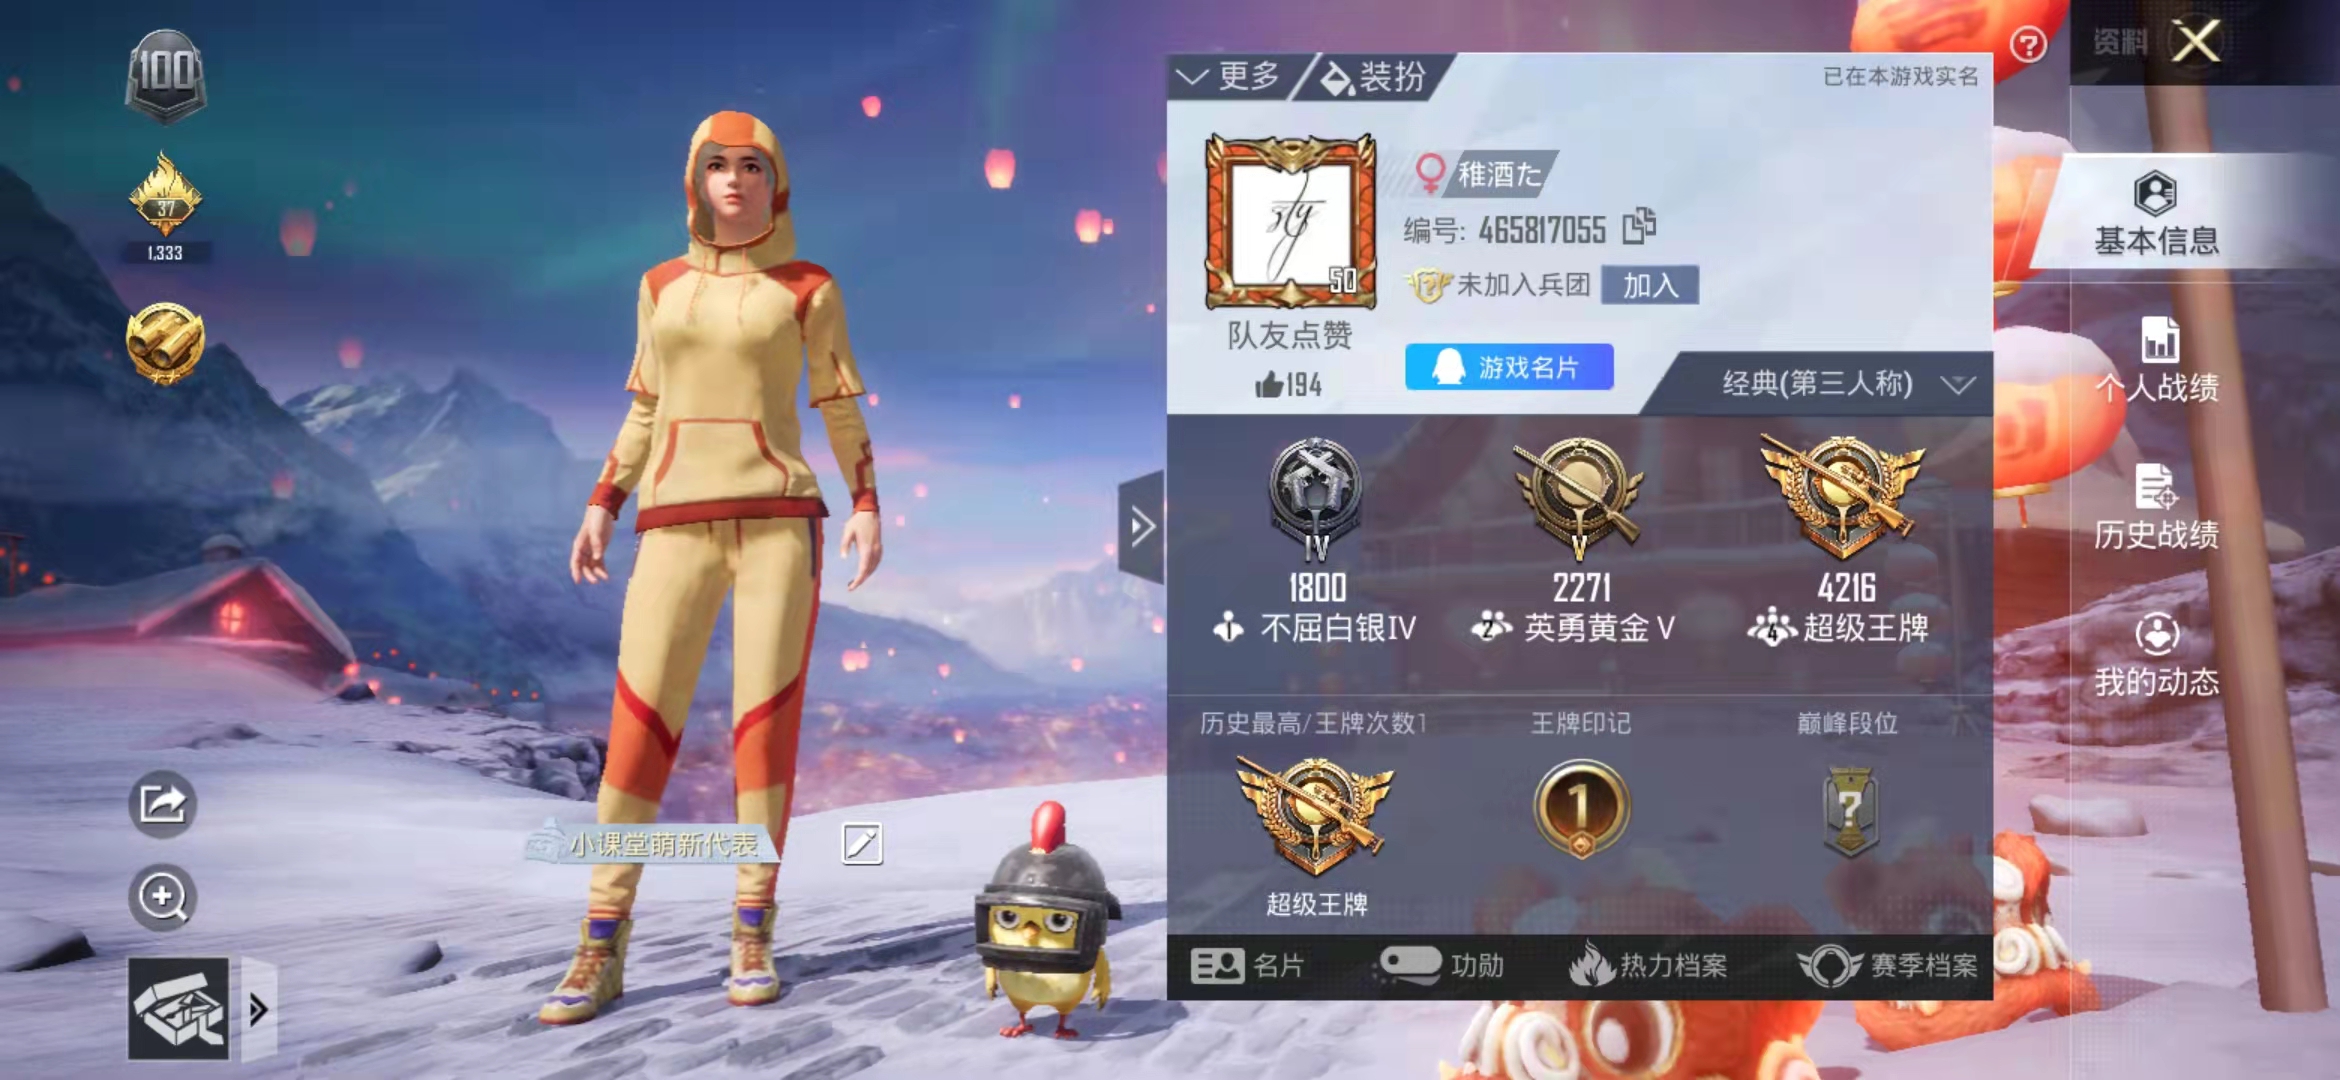 100
37
1,333
更多
装扮
已在本游戏实名
资料
50
稚酒た
编号: 465817055
未加入兵团
加入
队友点赞
194
游戏名片
经典(第三人称)
IV
V
1800
2271
4216
1 不屈白银IV
2 英勇黄金V
4 超级王牌
历史最高/王牌次数1
王牌印记
巅峰段位
1
?
超级王牌
名片
功勋
热力档案
赛季档案
基本信息
个人战绩
历史战绩
我的动态
小课堂萌新代表